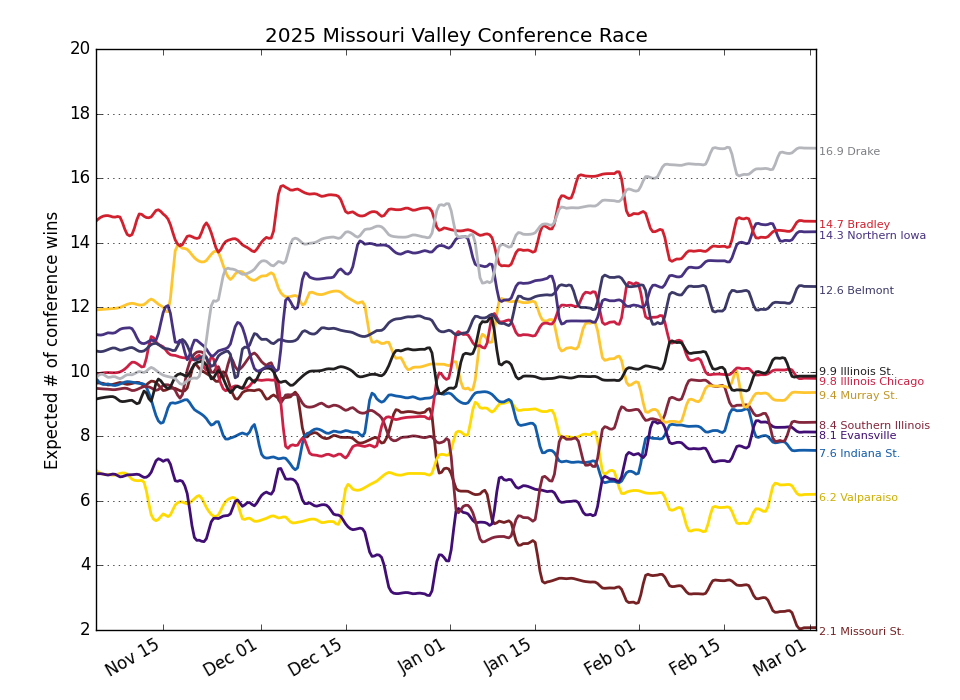 2025 Missouri Valley Conference Race
Expected # of conference wins
20
18
16
14
12
10
8
6
4
2
16.9 Drake
14.7 Bradley
14.3 Northern Iowa
12.6 Belmont
9.9 Illinois St.
9.8 Illinois Chicago
9.4 Murray St.
8.4 Southern Illinois
8.1 Evansville
7.6 Indiana St.
6.2 Valparaiso
2.1 Missouri St.
Nov 15
Dec 01
Dec 15
Jan 01
Jan 15
Feb 01
Feb 15
Mar 01